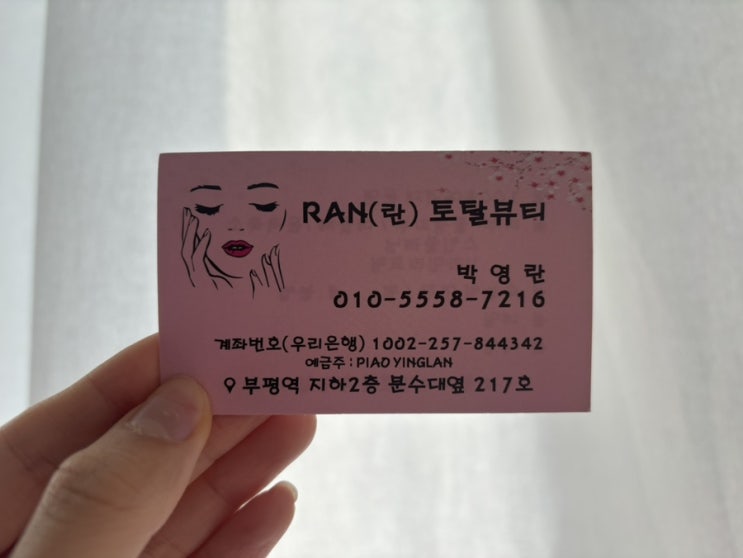 RAN(란) 토탈뷰티
박영란
010-5558-7216
계좌번호(우리은행) 1002-257-844342
예금주 : PIAO YINGLAN
부평역 지하2층 분수대옆 217호